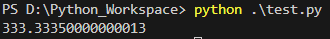 PS D:\Python_Workspace> python .\test.py
333.33350000000013